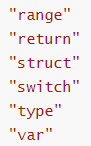 "range"
"return"
"struct"
"switch"
"type"
"var"